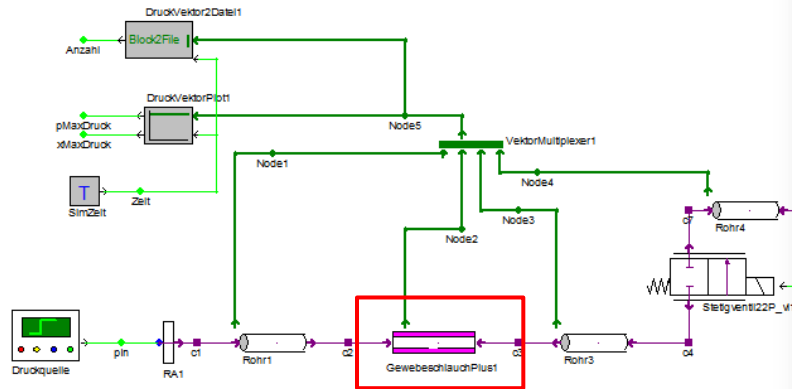 DruckVektor2Datei1
Block2File
Anzahl
DruckVektorPlot1
pMaxDruck
xMaxDruck
Node5
VektorMultiplexer1
Node1
Node4
T
SimZeit
Zeit
Node3
Node2
c7
Rohr4
Stetigventil22P_vi
Druckquelle
pIn
RA1
c1
Rohr1
c2
GewebeschlauchPlus1
c3
Rohr3
c4